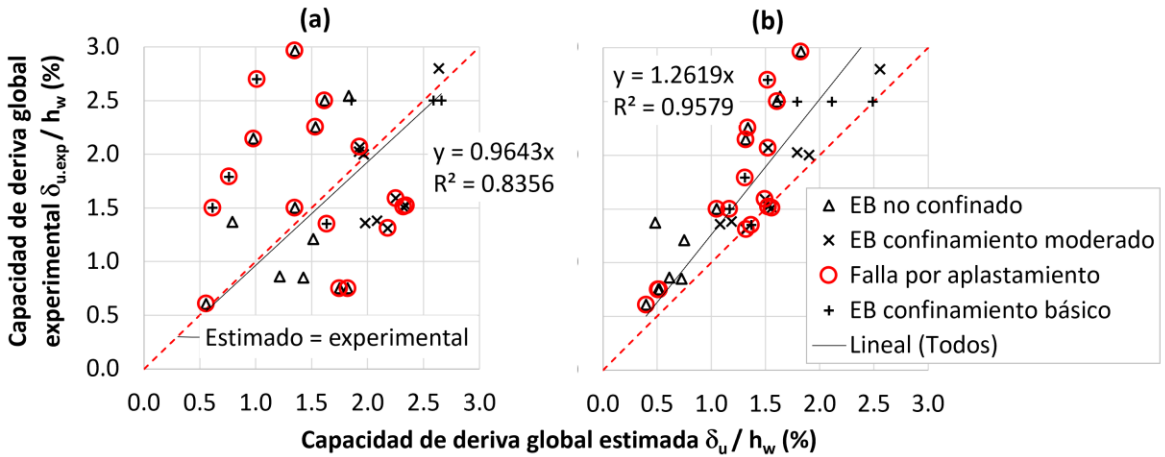 (a)
(b)
Capacidad de deriva global
experimental δu.exp / hw (%)
3.0
2.5
2.0
1.5
1.0
0.5
0.0
y = 0.9643x
R² = 0.8356
Estimado = experimental
0.0 0.5 1.0 1.5 2.0 2.5 3.0
y = 1.2619x
R² = 0.9579
EB no confinado
EB confinamiento moderado
Falla por aplastamiento
EB confinamiento básico
Lineal (Todos)
0.0 0.5 1.0 1.5 2.0 2.5 3.0
Capacidad de deriva global estimada δu / hw (%)